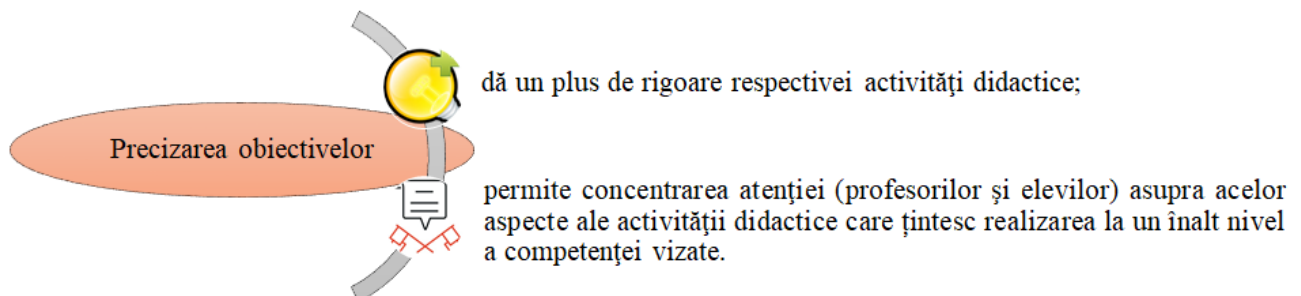 dă un plus de rigoare respectivei activităţi didactice;
Precizarea obiectivelor
permite concentrarea atenţiei (profesorilor şi elevilor) asupra acelor
aspecte ale activităţii didactice care țintesc realizarea la un înalt nivel
a competenţei vizate.